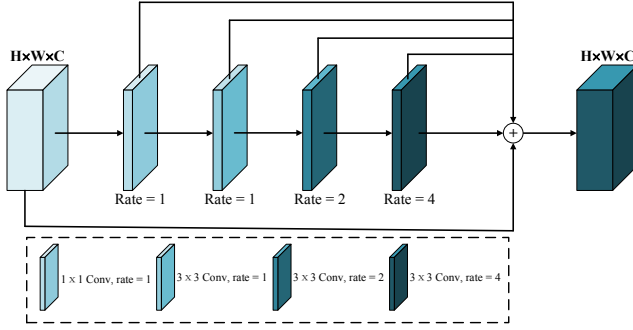 H×W×C
H×W×C
+
Rate = 1
Rate = 1
Rate = 2
Rate = 4
1 x 1 Conv, rate = 1
3 x 3 Conv, rate = 1
3 x 3 Conv, rate = 2
3 x 3 Conv, rate = 4